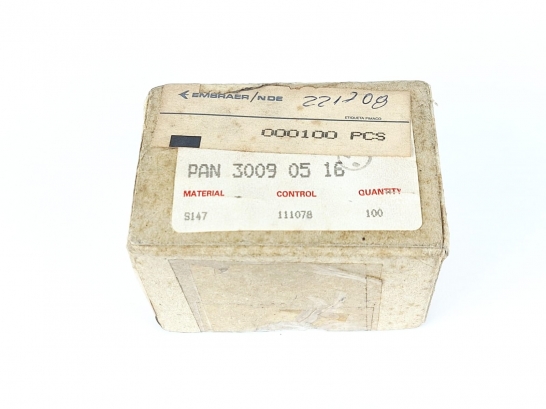 EMBRAER/NDE 221208
000100 PCS
PAN 3009 05 16
MATERIAL CONTROL QUANTITY
S147 111078 100